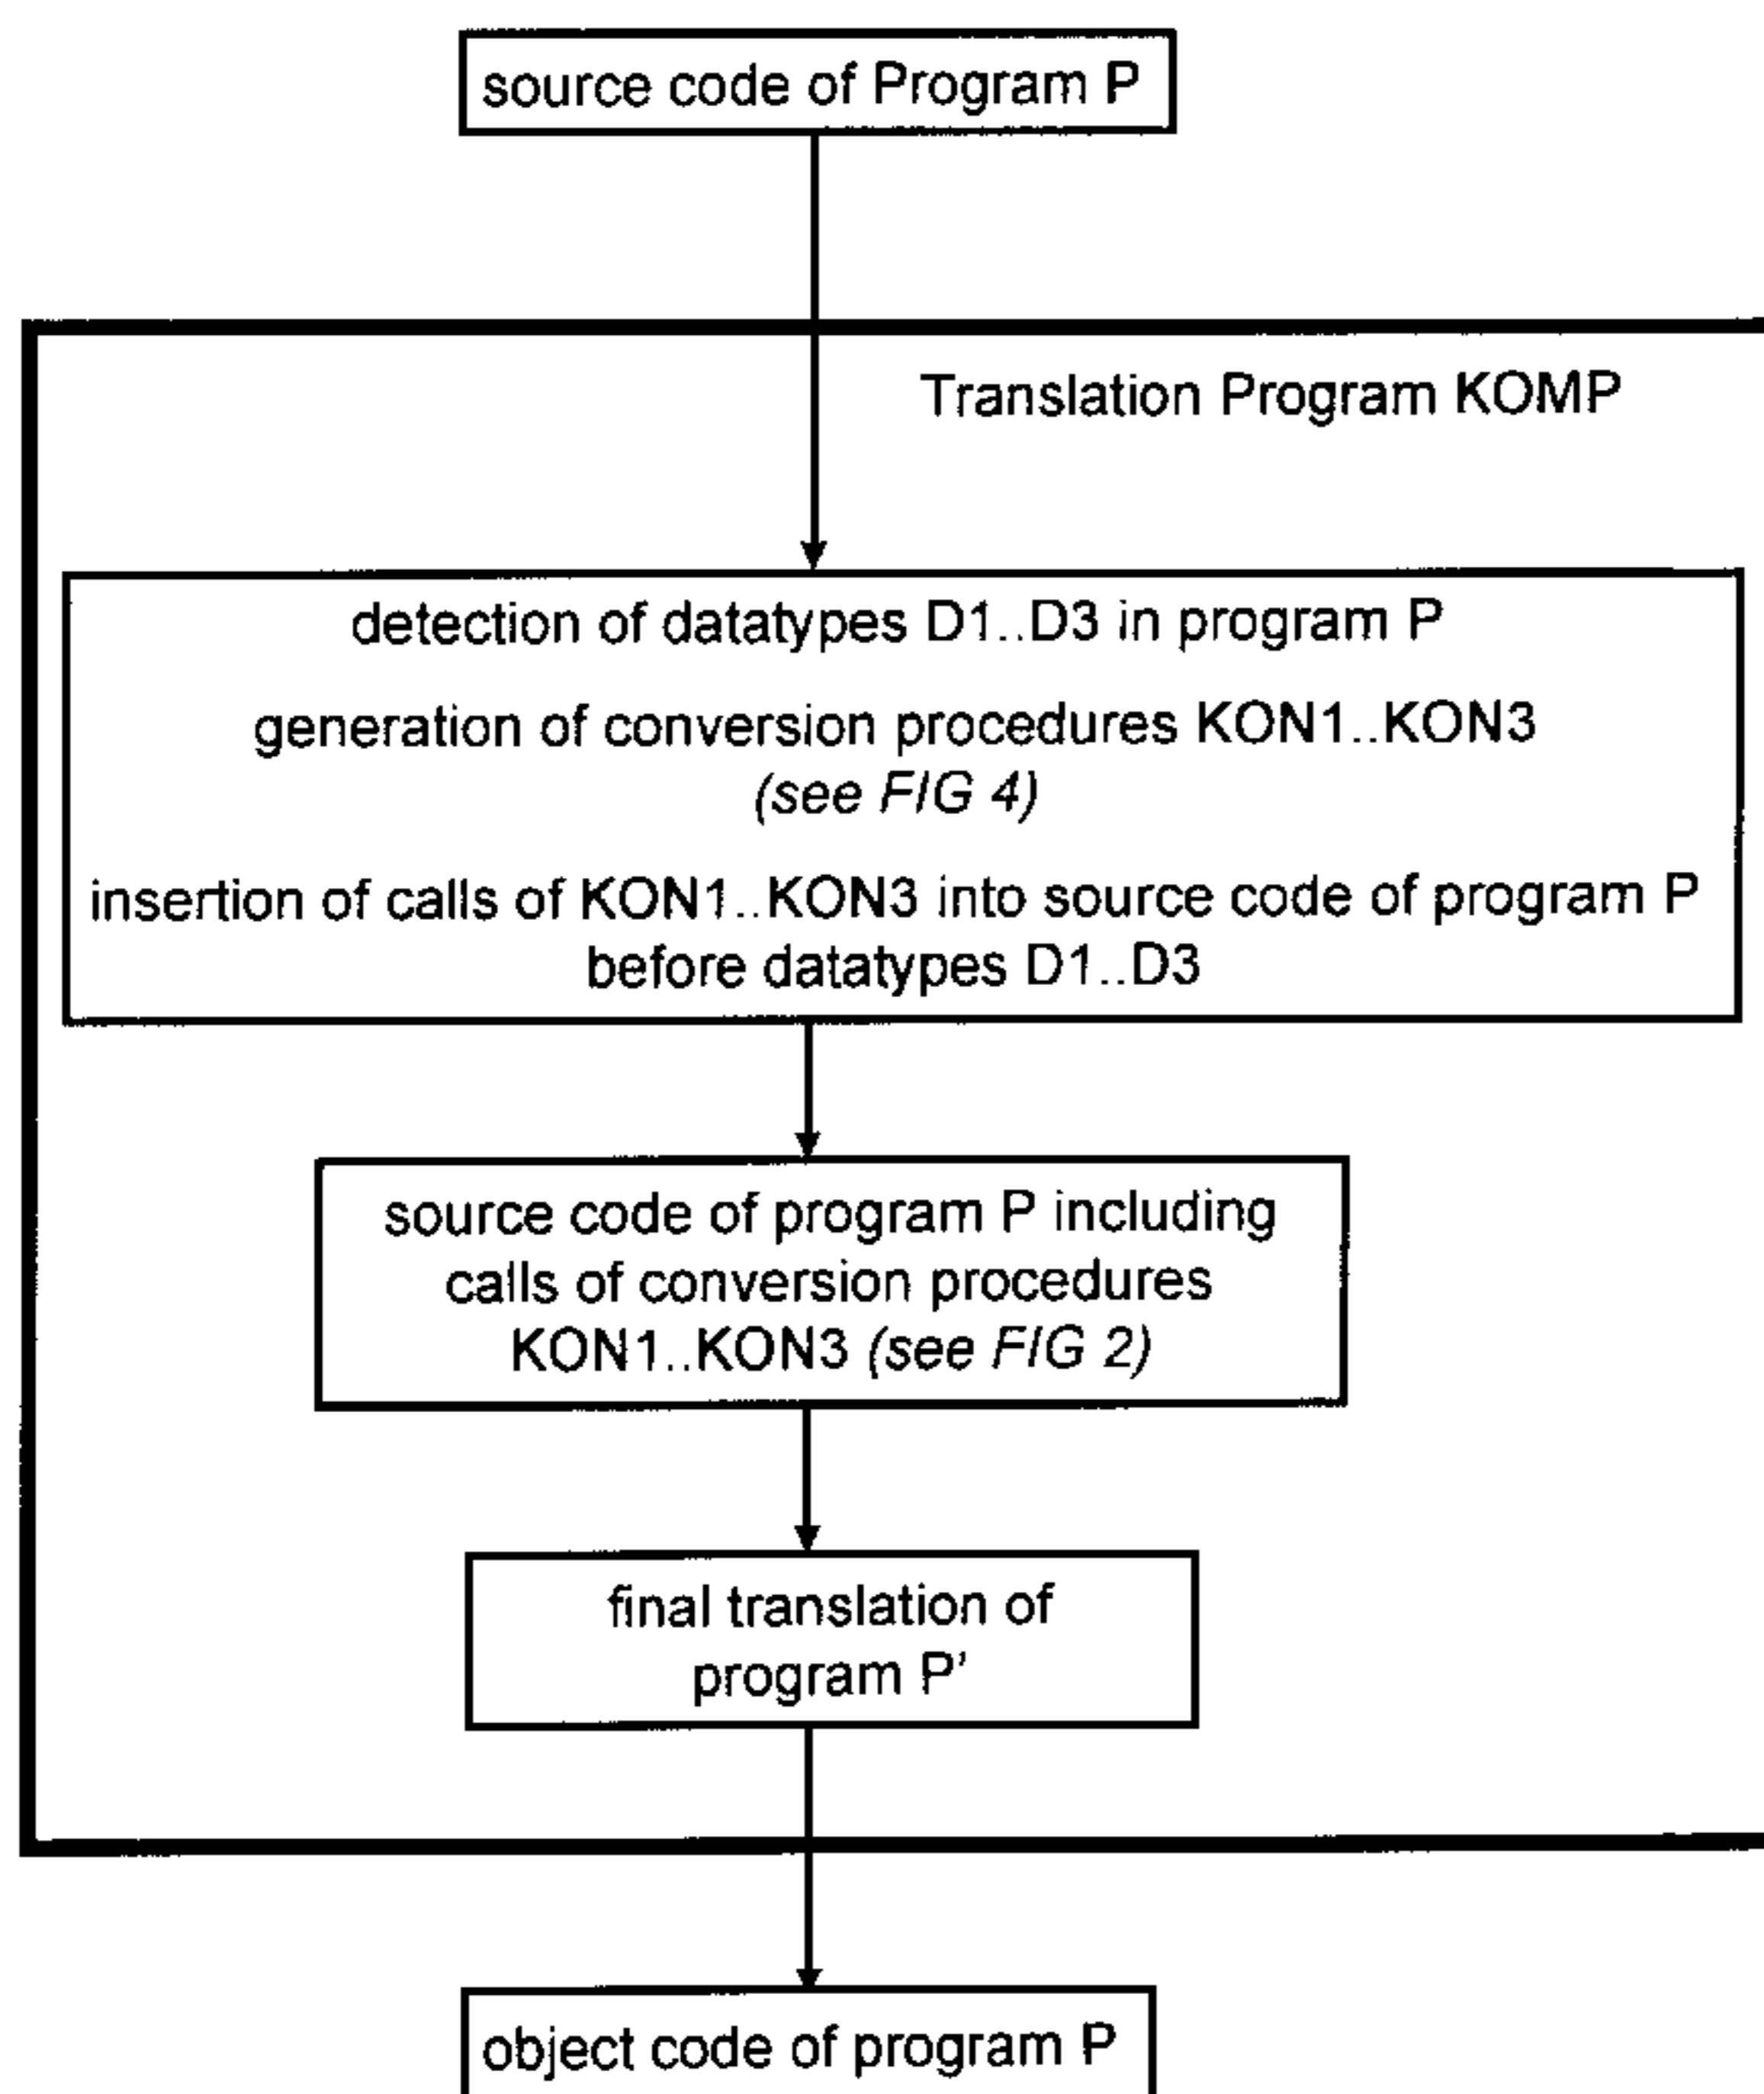 source code of Program P
Translation Program KOMP
detection of datatypes D1..D3 in program P
generation of conversion procedures KON1..KON3
(see FIG 4)
insertion of calls of KON1..KON3 into source code of program P
before datatypes D1..D3
source code of program P including
calls of conversion procedures
KON1..KON3 (see FIG 2)
final translation of
program P'
object code of program P